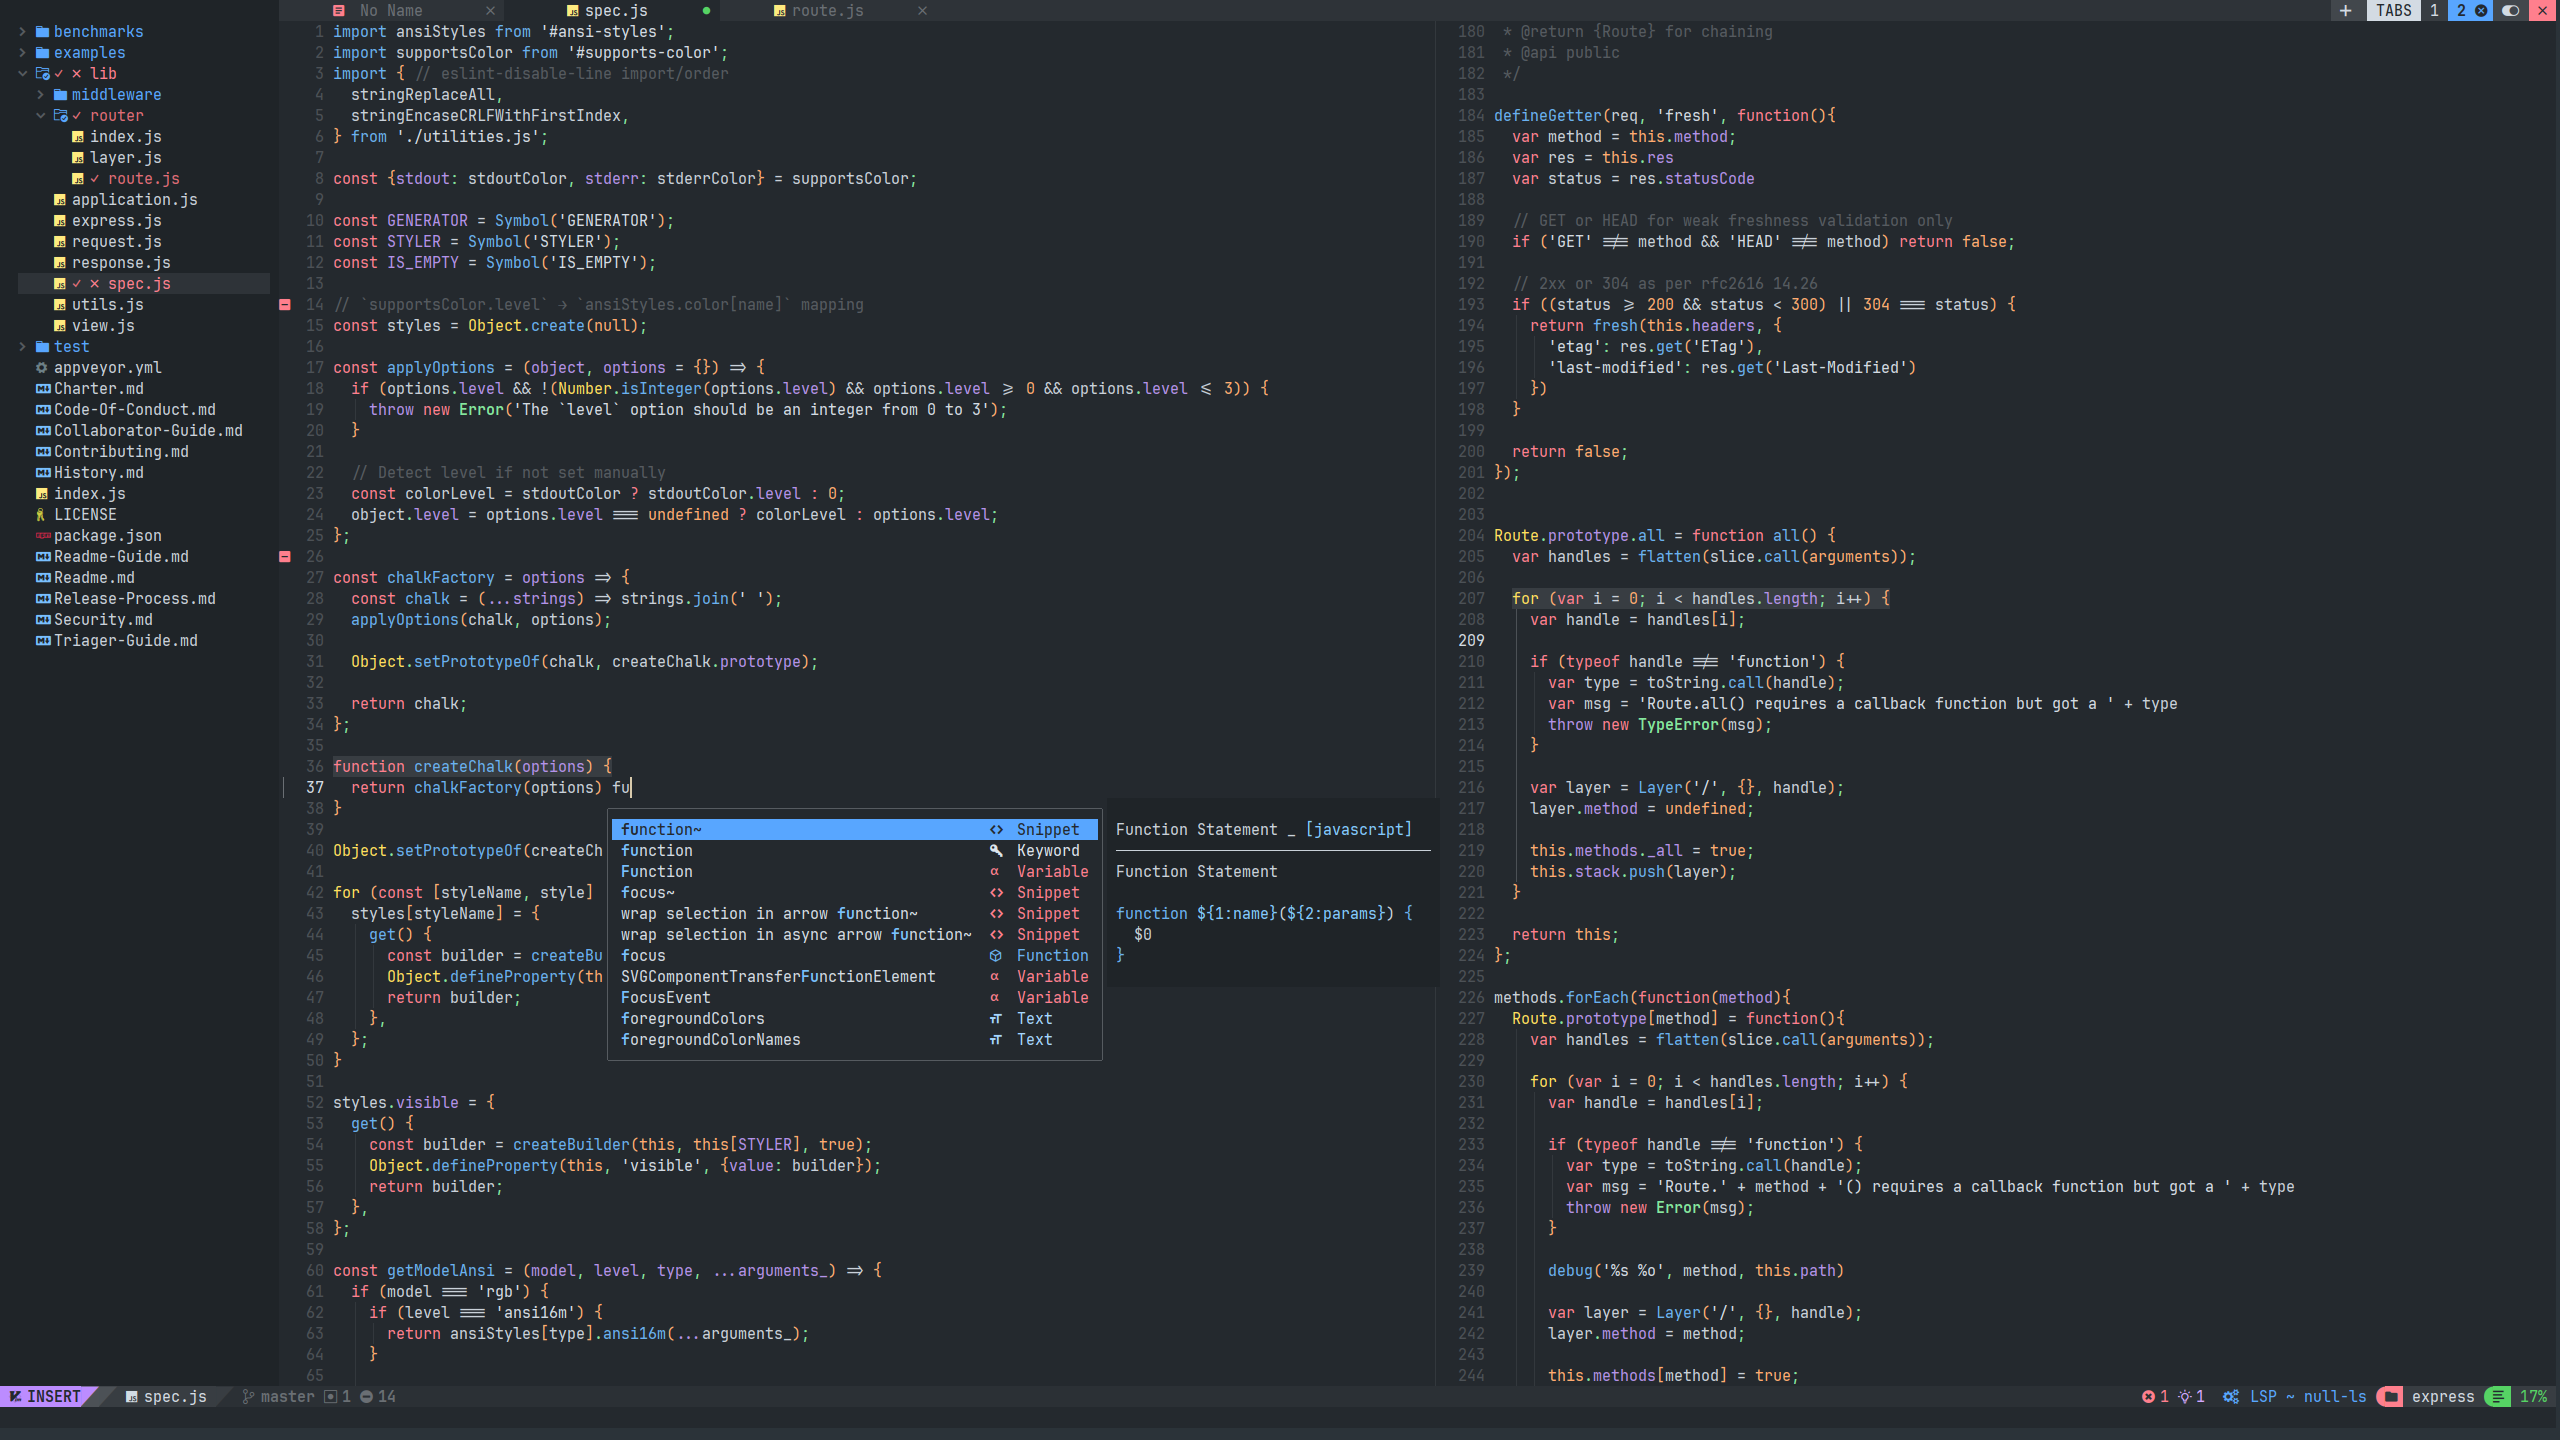 No Name
spec.js
route.js
TABS 1 2
benchmarks
examples
lib
middleware
router
index.js
layer.js
route.js
application.js
express.js
request.js
response.js
spec.js
utils.js
view.js
test
appveyor.yml
Charter.md
Code-Of-Conduct.md
Collaborator-Guide.md
Contributing.md
History.md
index.js
LICENSE
package.json
Readme-Guide.md
Readme.md
Release-Process.md
Security.md
Triager-Guide.md
1 import ansiStyles from '#ansi-styles';
2 import supportsColor from '#supports-color';
3 import { // eslint-disable-line import/order
4   stringReplaceAll,
5   stringEncaseCRLFWithFirstIndex,
6 } from './utilities.js';
7
8 const {stdout: stdoutColor, stderr: stderrColor} = supportsColor;
9
10 const GENERATOR = Symbol('GENERATOR');
11 const STYLER = Symbol('STYLER');
12 const IS_EMPTY = Symbol('IS_EMPTY');
13
14 // `supportsColor.level` → `ansiStyles.color[name]` mapping
15 const styles = Object.create(null);
16
17 const applyOptions = (object, options = {}) => {
18   if (options.level && !(Number.isInteger(options.level) && options.level >= 0 && options.level <= 3)) {
19     throw new Error('The `level` option should be an integer from 0 to 3');
20   }
21
22   // Detect level if not set manually
23   const colorLevel = stdoutColor ? stdoutColor.level : 0;
24   object.level = options.level === undefined ? colorLevel : options.level;
25 };
26
27 const chalkFactory = options => {
28   const chalk = (...strings) => strings.join(' ');
29   applyOptions(chalk, options);
30
31   Object.setPrototypeOf(chalk, createChalk.prototype);
32
33   return chalk;
34 };
35
36 function createChalk(options) {
37   return chalkFactory(options) fu
38 }
39
40 Object.setPrototypeOf(createCh
41
42 for (const [styleName, style]
43   styles[styleName] = {
44     get() {
45       const builder = createBu
46       Object.defineProperty(th
47       return builder;
48     },
49   };
50 }
51
52 styles.visible = {
53   get() {
54     const builder = createBuilder(this, this[STYLER], true);
55     Object.defineProperty(this, 'visible', {value: builder});
56     return builder;
57   },
58 };
59
60 const getModelAnsi = (model, level, type, ...arguments_) => {
61   if (model === 'rgb') {
62     if (level === 'ansi16m') {
63       return ansiStyles[type].ansi16m(...arguments_);
64     }
65
function~ Snippet
function Keyword
Function α Variable
focus~ Snippet
wrap selection in arrow function~ Snippet
wrap selection in async arrow function~ Snippet
focus Function
SVGComponentTransferFunctionElement α Variable
FocusEvent α Variable
foregroundColors Text
foregroundColorNames Text
Function Statement _ [javascript]
Function Statement
function ${1:name}(${2:params}) {
  $0
}
180  * @return {Route} for chaining
181  * @api public
182  */
183
184 defineGetter(req, 'fresh', function(){
185   var method = this.method;
186   var res = this.res
187   var status = res.statusCode
188
189   // GET or HEAD for weak freshness validation only
190   if ('GET' !== method && 'HEAD' !== method) return false;
191
192   // 2xx or 304 as per rfc2616 14.26
193   if ((status >= 200 && status < 300) || 304 === status) {
194     return fresh(this.headers, {
195       'etag': res.get('ETag'),
196       'last-modified': res.get('Last-Modified')
197     })
198   }
199
200   return false;
201 });
202
203
204 Route.prototype.all = function all() {
205   var handles = flatten(slice.call(arguments));
206
207   for (var i = 0; i < handles.length; i++) {
208     var handle = handles[i];
209
210     if (typeof handle !== 'function') {
211       var type = toString.call(handle);
212       var msg = 'Route.all() requires a callback function but got a ' + type
213       throw new TypeError(msg);
214     }
215
216     var layer = Layer('/', {}, handle);
217     layer.method = undefined;
218
219     this.methods._all = true;
220     this.stack.push(layer);
221   }
222
223   return this;
224 };
225
226 methods.forEach(function(method){
227   Route.prototype[method] = function(){
228     var handles = flatten(slice.call(arguments));
229
230     for (var i = 0; i < handles.length; i++) {
231       var handle = handles[i];
232
233       if (typeof handle !== 'function') {
234         var type = toString.call(handle);
235         var msg = 'Route.' + method + '() requires a callback function but got a ' + type
236         throw new Error(msg);
237       }
238
239       debug('%s %o', method, this.path)
240
241       var layer = Layer('/', {}, handle);
242       layer.method = method;
243
244       this.methods[method] = true;
INSERT spec.js master 1 14
1 1 LSP ~ null-ls express 17%